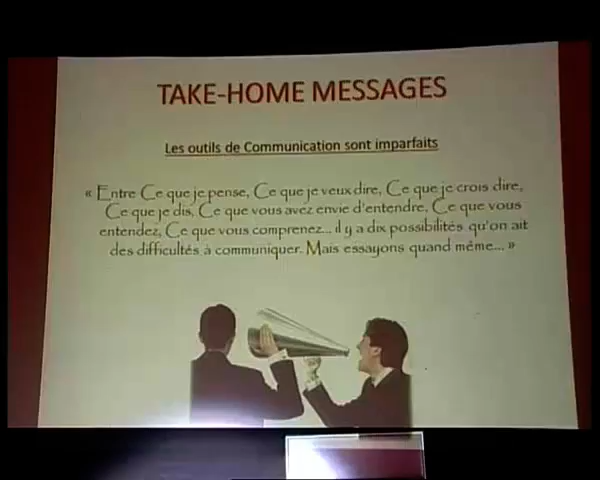 TAKE-HOME MESSAGES
Les outils de Communication sont imparfaits
« Entre Ce que je pense, Ce que je veux dire, Ce que je crois dire,
Ce que je dis, Ce que vous avez envie d'entendre, Ce que vous
entendez, Ce que vous comprenez... il y a dix possibilités qu'on ait
des difficultés à communiquer. Mais essayons quand même... »